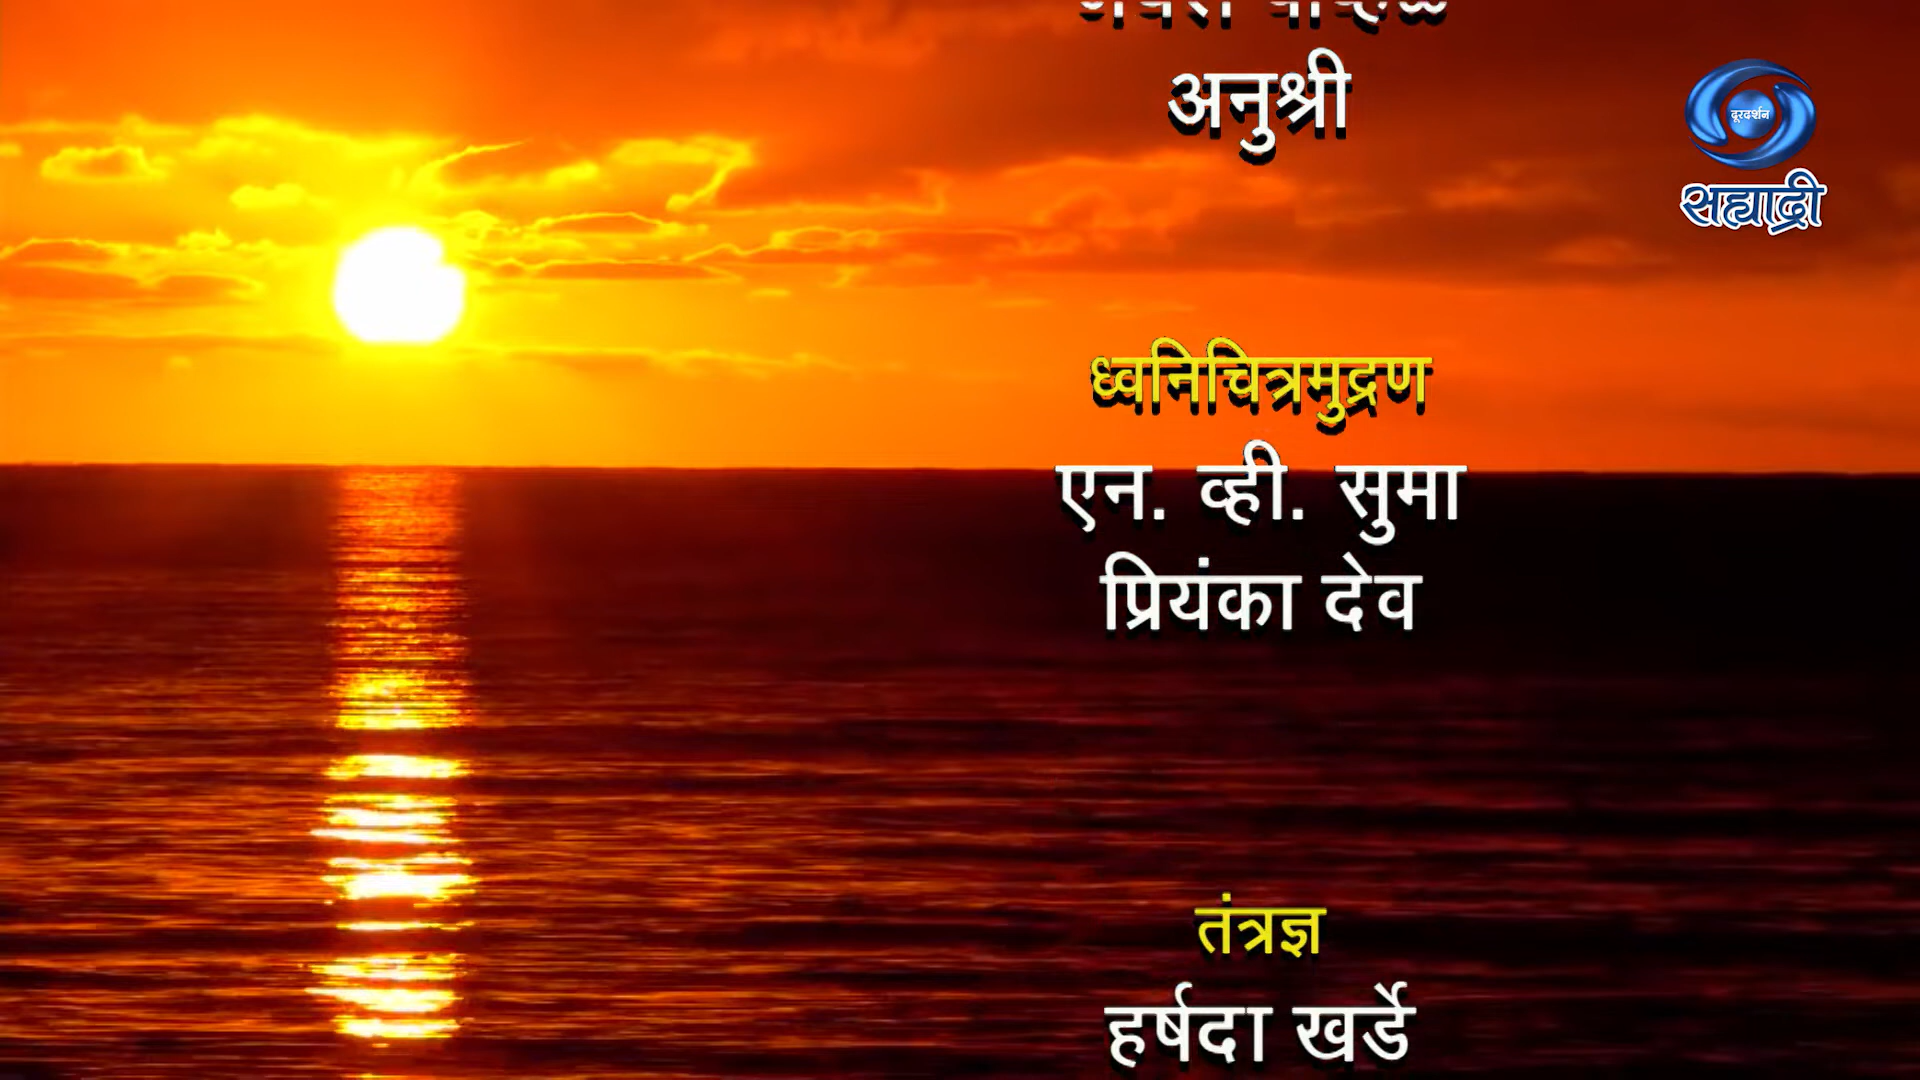 अनुश्री
दूरदर्शन
सह्याद्री
ध्वनिचित्रमुद्रण
एन. व्ही. सुमा
प्रियंका देव
तंत्रज्ञ
हर्षदा खर्डे